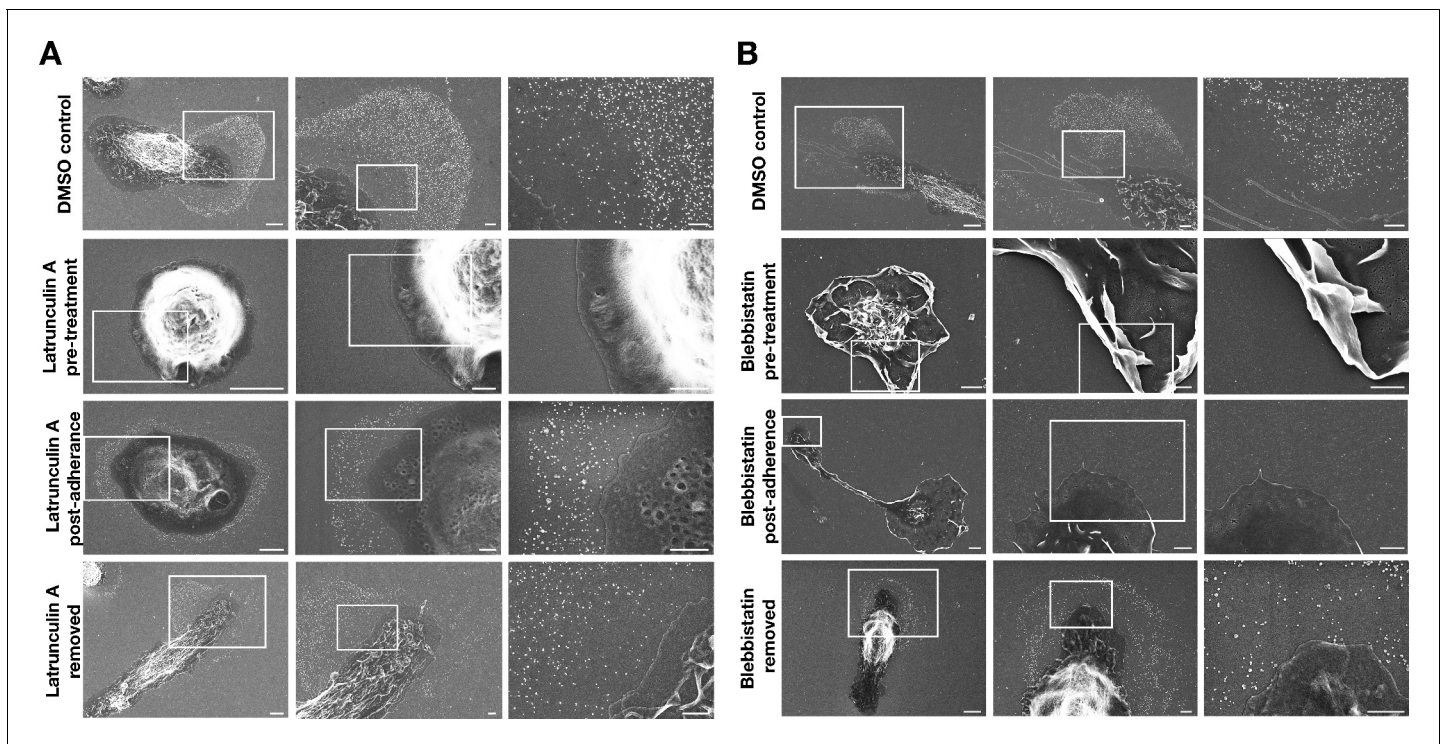 A
B
DMSO control
DMSO control
Latrunculin A
pre-treatment
Blebbistatin
pre-treatment
Latrunculin A
post-adherance
Blebbistatin
post-adherence
Latrunculin A
removed
Blebbistatin
removed